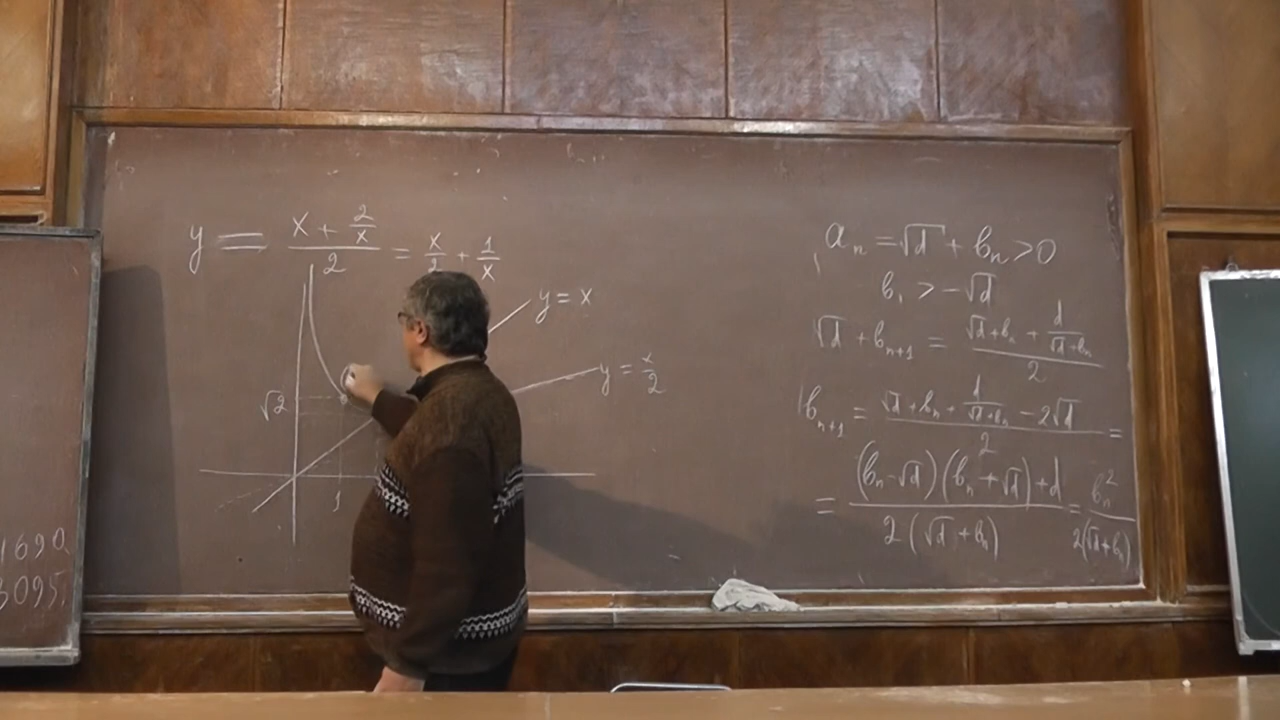 y = (x + 2/x)/2 = x/2 + 1/x
y = x
y = x/2
√2
1
a_n = √d + b_n > 0
b_1 > -√d
√d + b_{n+1} = (√d + b_n + d/(√d + b_n))/2
b_{n+1} = (√d + b_n + d/(√d + b_n) - 2√d)/2 =
= ((b_n - √d)(b_n + √d) + d)/(2(√d + b_n)) = b_n^2/(2(√d + b_n))
1690
3095